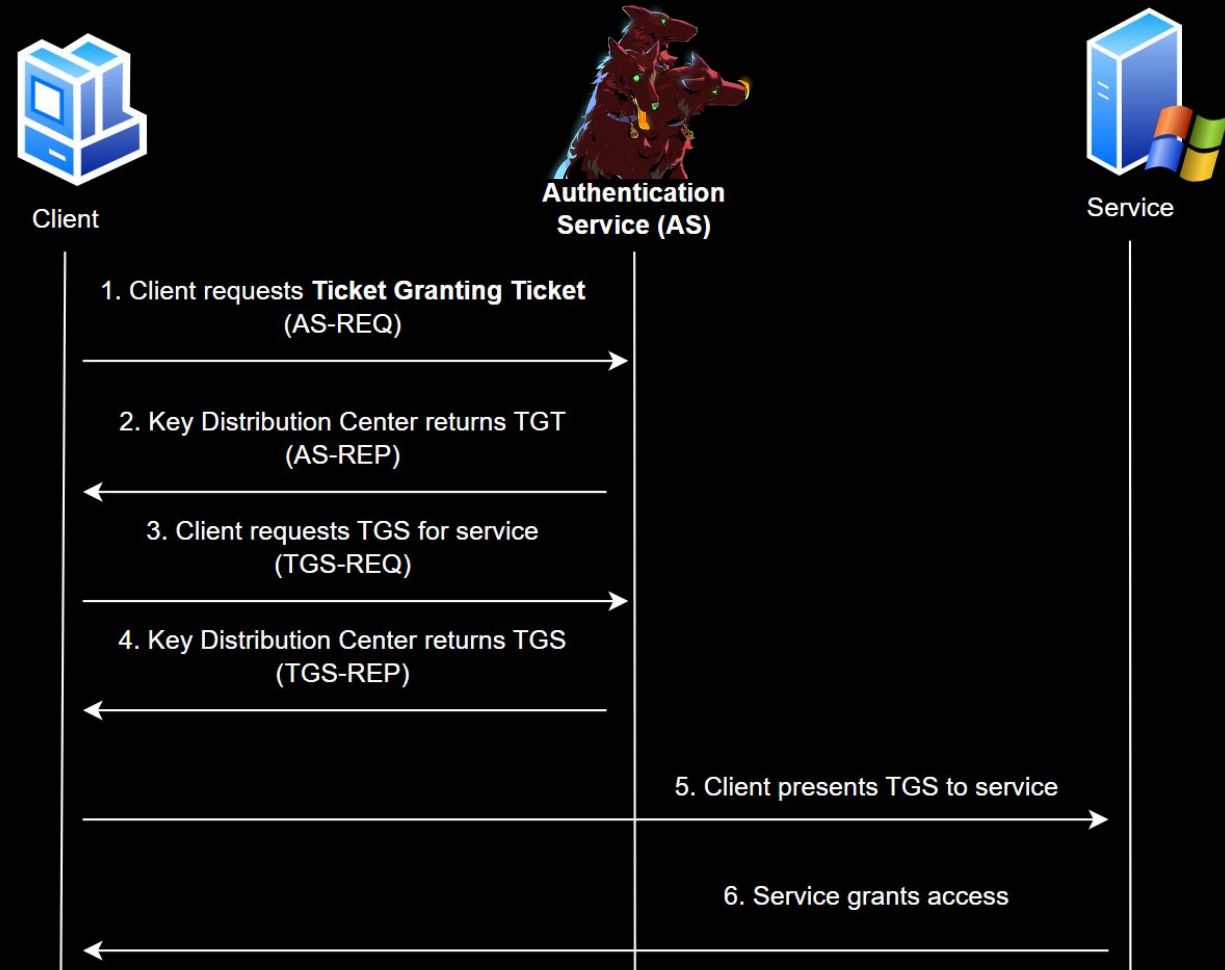 Client
Authentication
Service (AS)
Service
1. Client requests Ticket Granting Ticket
(AS-REQ)
2. Key Distribution Center returns TGT
(AS-REP)
3. Client requests TGS for service
(TGS-REQ)
4. Key Distribution Center returns TGS
(TGS-REP)
5. Client presents TGS to service
6. Service grants access